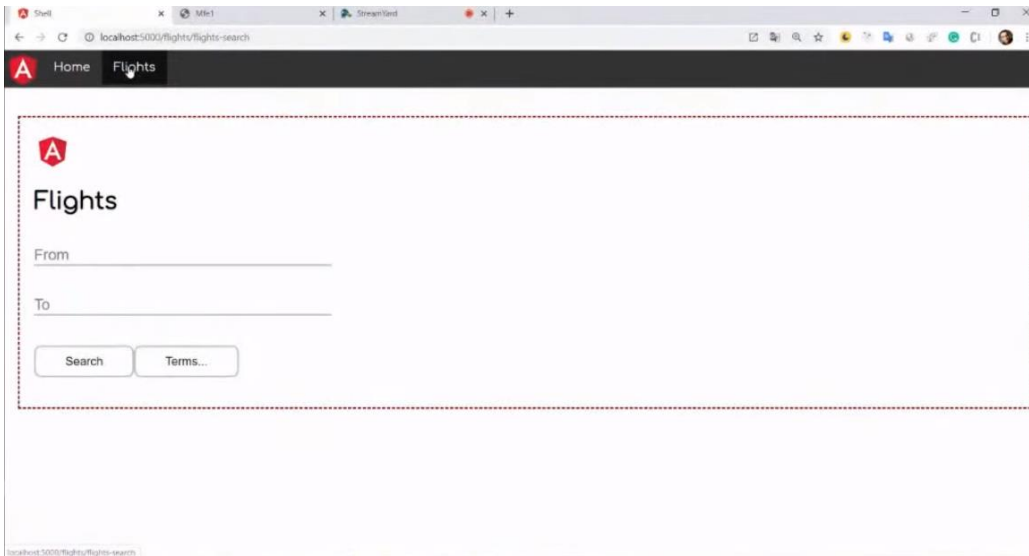 Shell Mfe1 StreamYard
localhost:5000/flights/flights-search
Home Flights
Flights
From
To
Search Terms...
localhost:5000/flights/flights-search